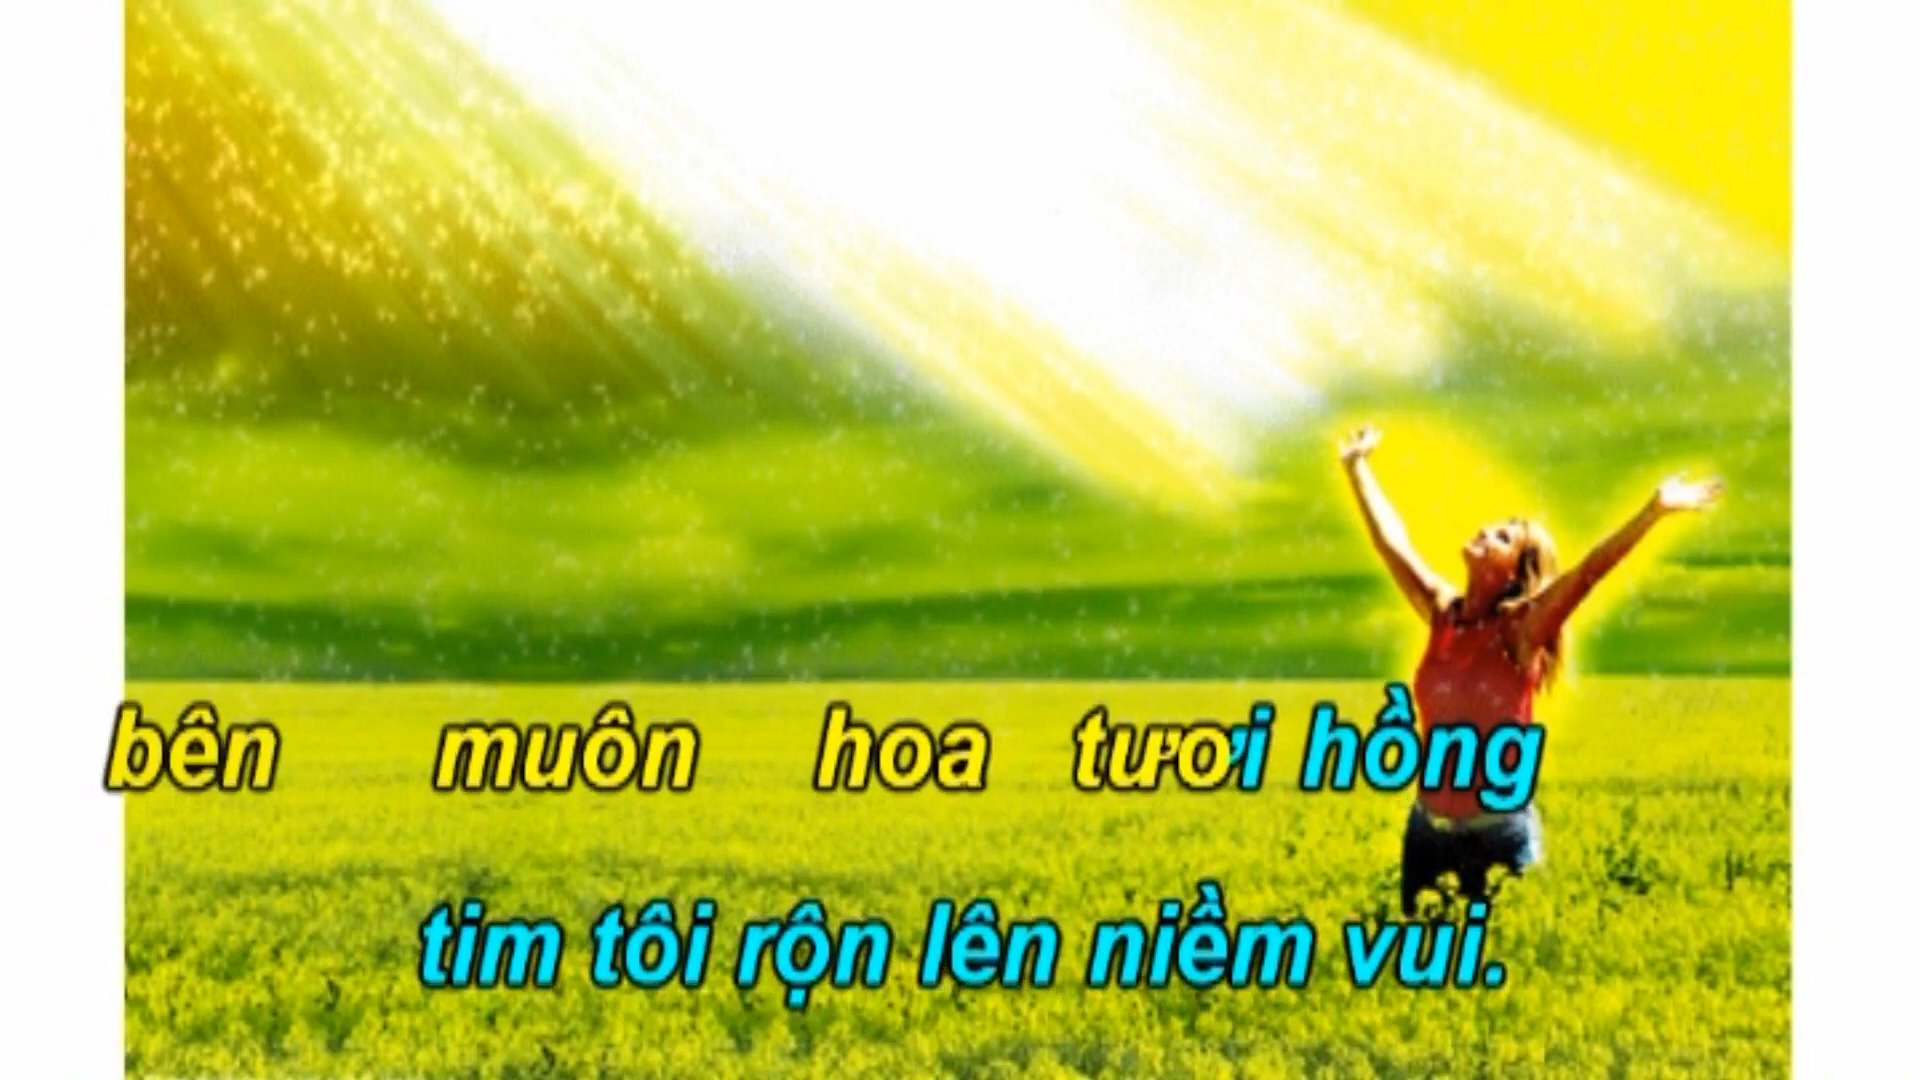 bên muôn hoa tươi hồng
tim tôi rộn lên niềm vui.